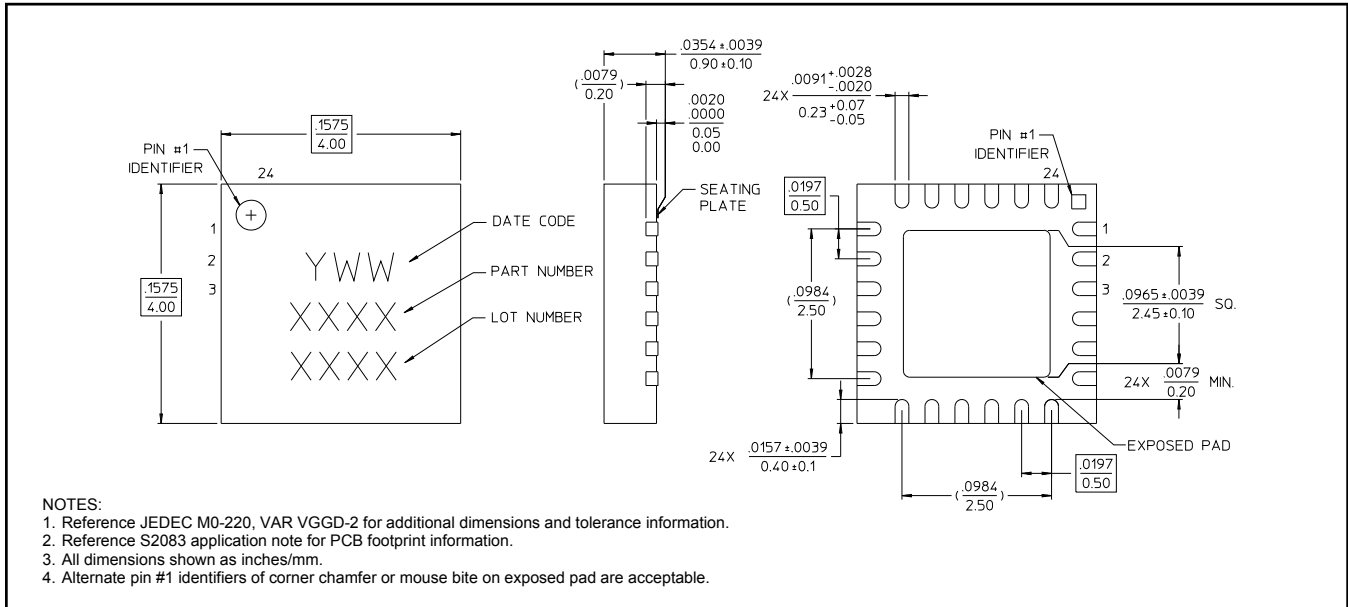 PIN #1
IDENTIFIER
24
.1575
4.00
.1575
4.00
1
2
3
YWW
XXXX
XXXX
DATE CODE
PART NUMBER
LOT NUMBER
.0354 ±.0039
0.90 ±0.10
(.0079
0.20)
.0020
.0000
0.05
0.00
SEATING
PLATE
24X .0091 +.0028
-.0020
0.23 +0.07
-0.05
PIN #1
IDENTIFIER
24
.0197
0.50
1
2
3
(.0984
2.50)
.0965 ±.0039
2.45 ±0.10 SQ.
24X .0079
0.20 MIN.
EXPOSED PAD
24X .0157 ±.0039
0.40 ±0.1
(.0984
2.50)
.0197
0.50
NOTES:
1. Reference JEDEC M0-220, VAR VGGD-2 for additional dimensions and tolerance information.
2. Reference S2083 application note for PCB footprint information.
3. All dimensions shown as inches/mm.
4. Alternate pin #1 identifiers of corner chamfer or mouse bite on exposed pad are acceptable.